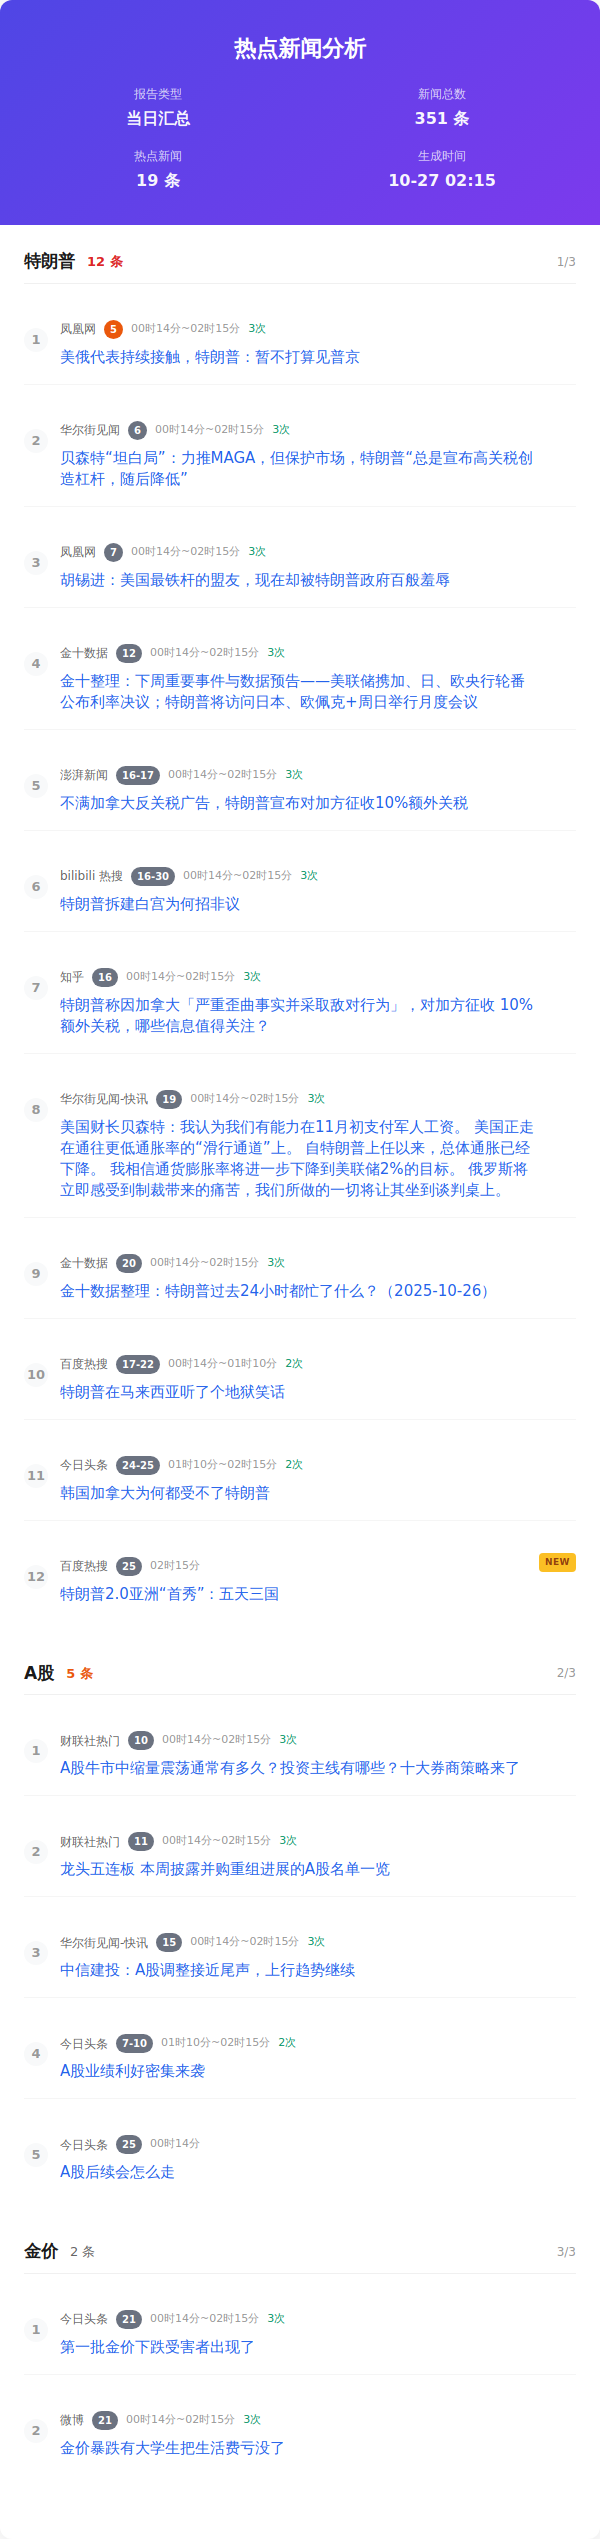 热点新闻分析
报告类型
新闻总数
当日汇总
351 条
热点新闻
生成时间
19 条
10-27 02:15
特朗普 12 条 1/3
1 凤凰网 5 00时14分~02时15分 3次
美俄代表持续接触，特朗普：暂不打算见普京
2 华尔街见闻 6 00时14分~02时15分 3次
贝森特“坦白局”：力推MAGA，但保护市场，特朗普“总是宣布高关税创
造杠杆，随后降低”
3 凤凰网 7 00时14分~02时15分 3次
胡锡进：美国最铁杆的盟友，现在却被特朗普政府百般羞辱
4 金十数据 12 00时14分~02时15分 3次
金十整理：下周重要事件与数据预告——美联储携加、日、欧央行轮番
公布利率决议；特朗普将访问日本、欧佩克+周日举行月度会议
5 澎湃新闻 16-17 00时14分~02时15分 3次
不满加拿大反关税广告，特朗普宣布对加方征收10%额外关税
6 bilibili 热搜 16-30 00时14分~02时15分 3次
特朗普拆建白宫为何招非议
7 知乎 16 00时14分~02时15分 3次
特朗普称因加拿大「严重歪曲事实并采取敌对行为」，对加方征收 10%
额外关税，哪些信息值得关注？
8 华尔街见闻-快讯 19 00时14分~02时15分 3次
美国财长贝森特：我认为我们有能力在11月初支付军人工资。 美国正走
在通往更低通胀率的“滑行通道”上。 自特朗普上任以来，总体通胀已经
下降。 我相信通货膨胀率将进一步下降到美联储2%的目标。 俄罗斯将
立即感受到制裁带来的痛苦，我们所做的一切将让其坐到谈判桌上。
9 金十数据 20 00时14分~02时15分 3次
金十数据整理：特朗普过去24小时都忙了什么？（2025-10-26）
10 百度热搜 17-22 00时14分~01时10分 2次
特朗普在马来西亚听了个地狱笑话
11 今日头条 24-25 01时10分~02时15分 2次
韩国加拿大为何都受不了特朗普
12 百度热搜 25 02时15分 NEW
特朗普2.0亚洲“首秀”：五天三国
A股 5 条 2/3
1 财联社热门 10 00时14分~02时15分 3次
A股牛市中缩量震荡通常有多久？投资主线有哪些？十大券商策略来了
2 财联社热门 11 00时14分~02时15分 3次
龙头五连板 本周披露并购重组进展的A股名单一览
3 华尔街见闻-快讯 15 00时14分~02时15分 3次
中信建投：A股调整接近尾声，上行趋势继续
4 今日头条 7-10 01时10分~02时15分 2次
A股业绩利好密集来袭
5 今日头条 25 00时14分
A股后续会怎么走
金价 2 条 3/3
1 今日头条 21 00时14分~02时15分 3次
第一批金价下跌受害者出现了
2 微博 21 00时14分~02时15分 3次
金价暴跌有大学生把生活费亏没了